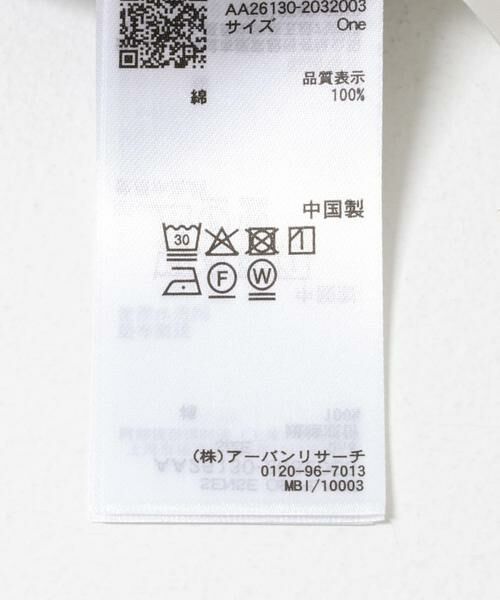 AA26130-2032003
サイズ One
品質表示
綿 100%
中国製
30
F W
(株)アーバンリサーチ
0120-96-7013
MBI/10003